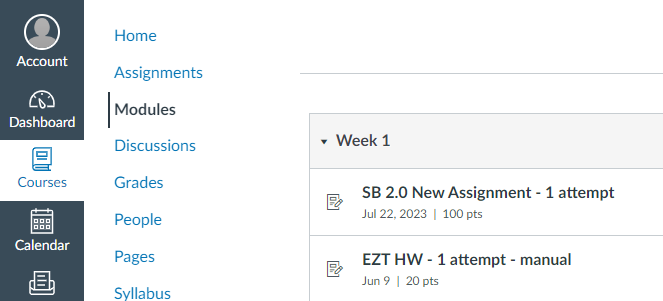 Account
Dashboard
Courses
Calendar
Home
Assignments
Modules
Discussions
Grades
People
Pages
Syllabus
Week 1
SB 2.0 New Assignment - 1 attempt
Jul 22, 2023 | 100 pts
EZT HW - 1 attempt - manual
Jun 9 | 20 pts